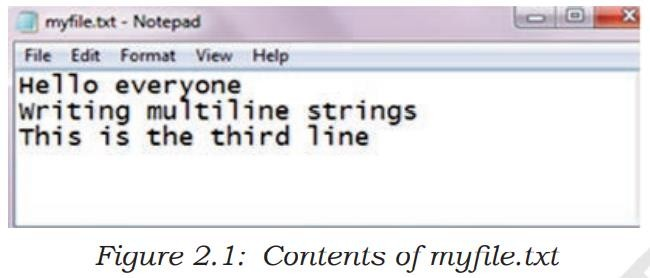 myfile.txt - Notepad
File Edit Format View Help
Hello everyone
Writing multiline strings
This is the third line
Figure 2.1: Contents of myfile.txt